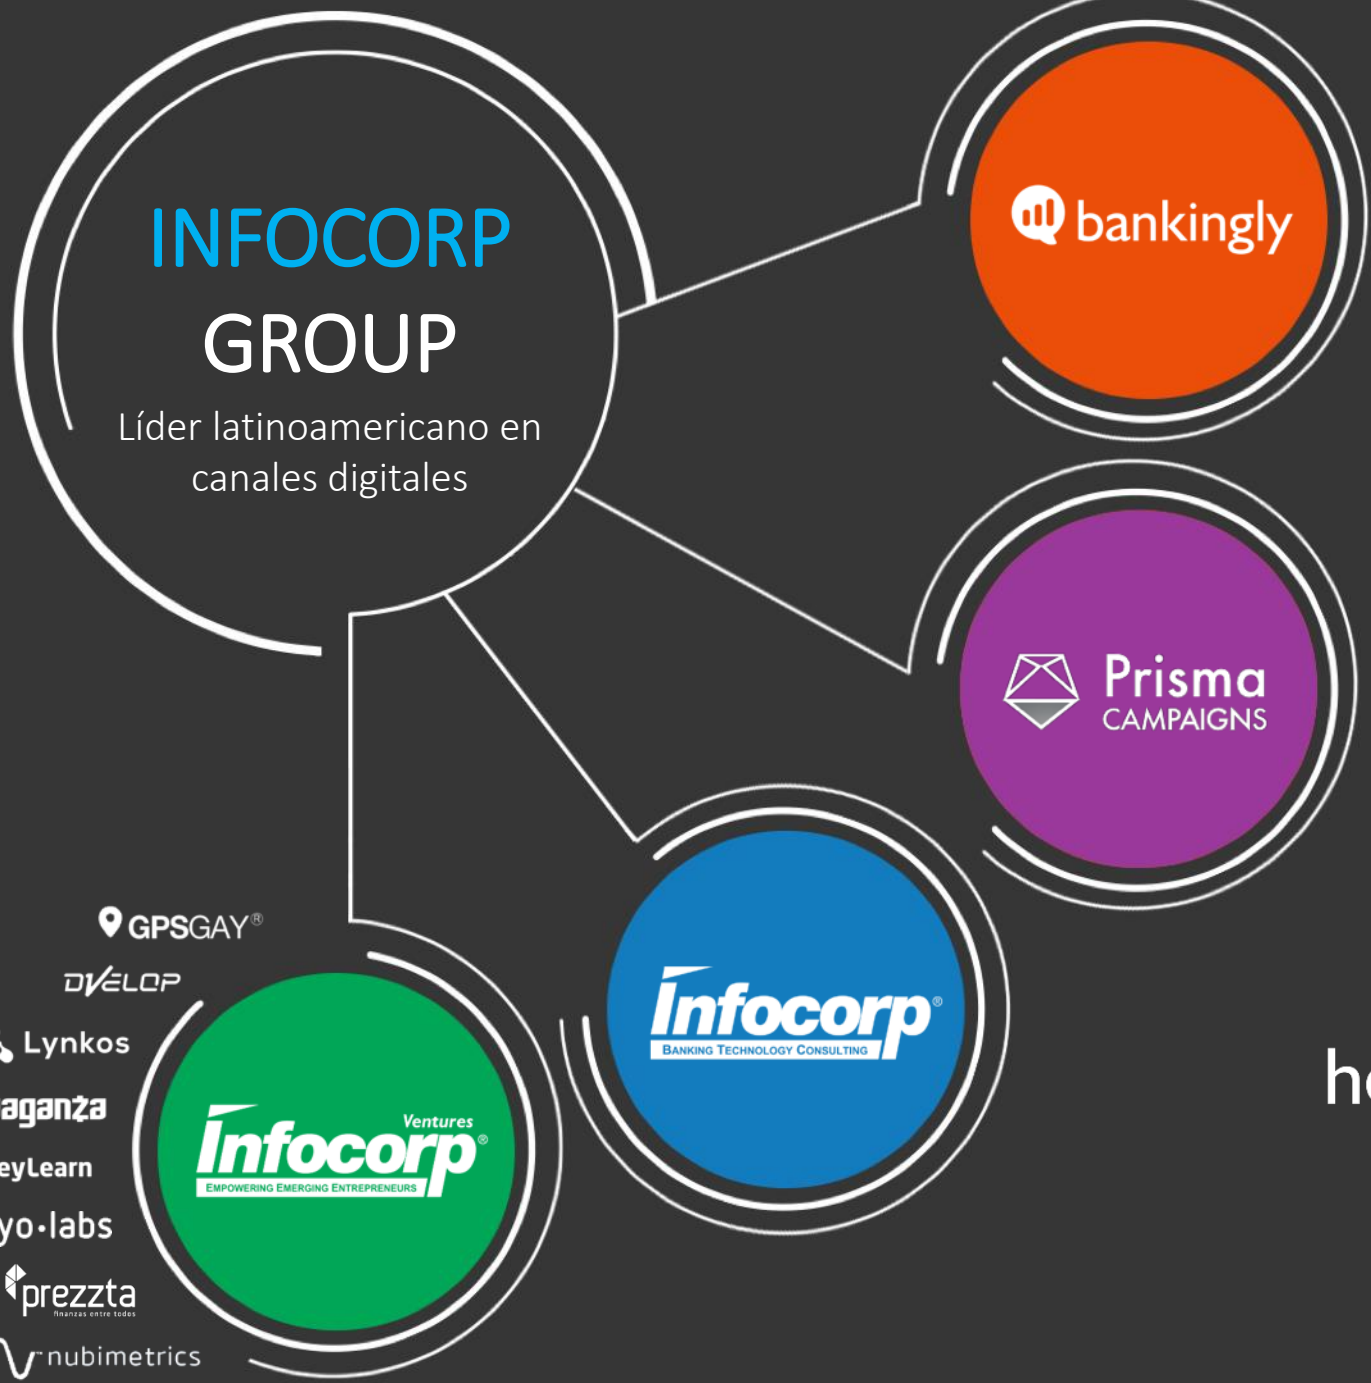 INFOCORP
GROUP
Líder latinoamericano en
canales digitales
bankingly
Prisma
CAMPAIGNS
Infocorp®
BANKING TECHNOLOGY CONSULTING
Ventures
Infocorp®
EMPOWERING EMERGING ENTREPRENEURS
GPSGAY®
DVELOP
Lynkos
prezzta
finanzas entre todos
nubimetrics